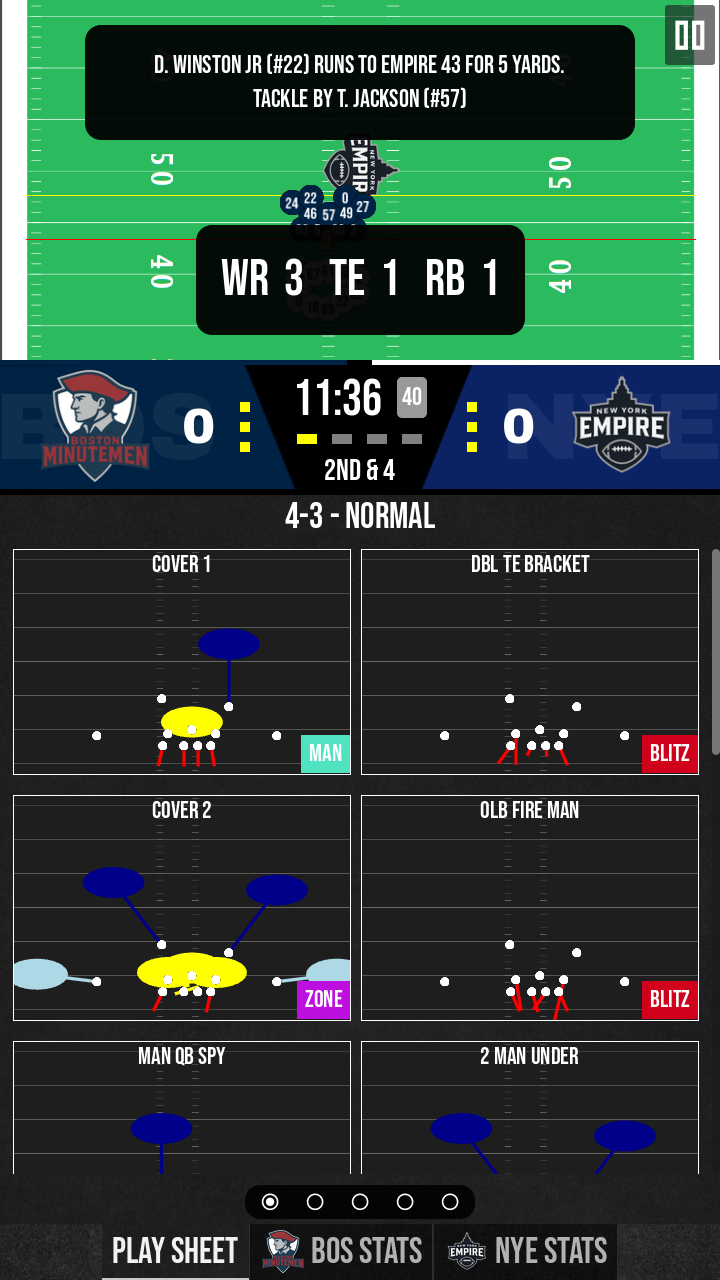 D. WINSTON JR (#22) RUNS TO EMPIRE 43 FOR 5 YARDS.
TACKLE BY T. JACKSON (#57)
50 50
NEW YORK
EMPIRE
24 22 0 27
46 57 49
40 40
WR 3 TE 1 RB 1
BOSTON
MINUTEMEN
0
11:36 40
2ND & 4
0
NEW YORK
EMPIRE
4-3 - NORMAL
COVER 1
MAN
DBL TE BRACKET
BLITZ
COVER 2
ZONE
OLB FIRE MAN
BLITZ
MAN QB SPY
2 MAN UNDER
PLAY SHEET BOS STATS NYE STATS